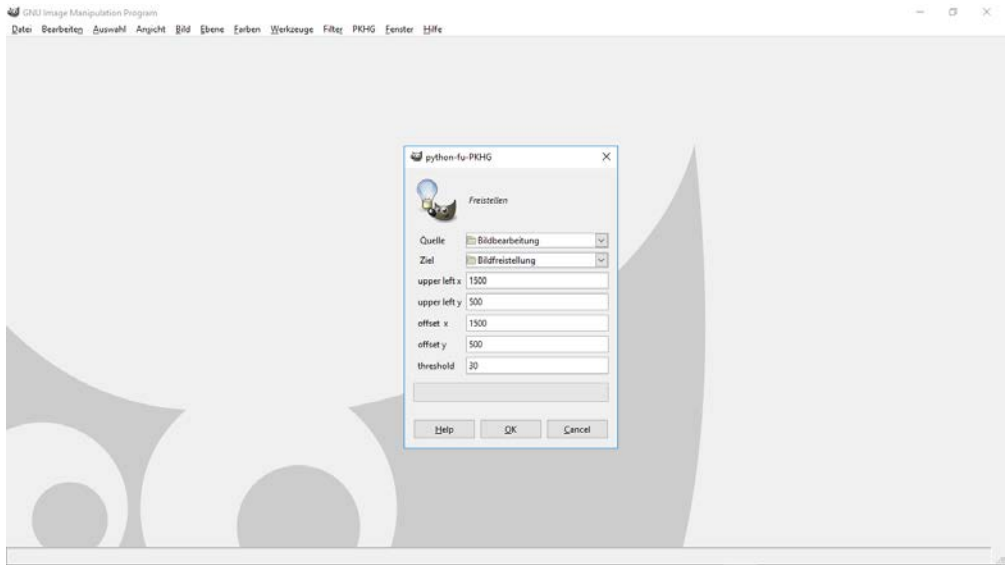 GNU Image Manipulation Program
Datei Bearbeiten Auswahl Ansicht Bild Ebene Farben Werkzeuge Filter PKHG Fenster Hilfe
python-fu-PKHG
Freistellen
Quelle Bildbearbeitung
Ziel Bildfreistellung
upper left x 1500
upper left y 500
offset x 1500
offset y 500
threshold 30
Help OK Cancel